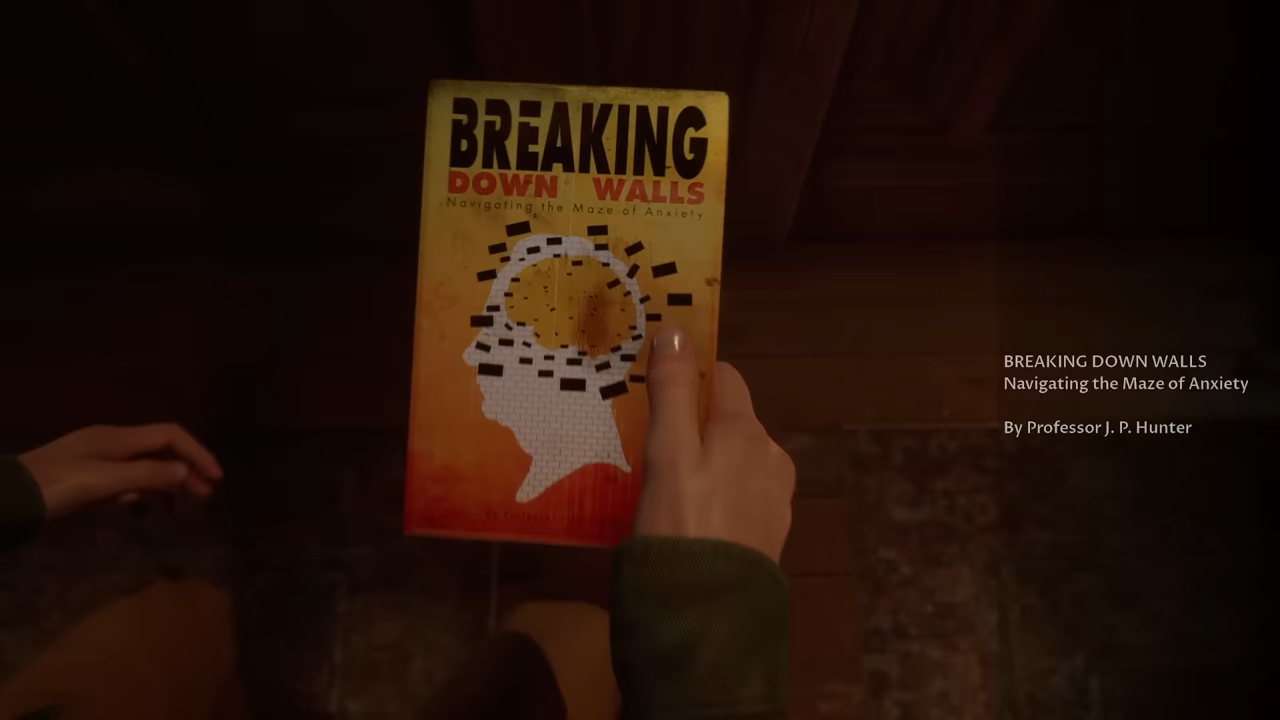 BREAKING
DOWN WALLS
Navigating the Maze of Anxiety
BREAKING DOWN WALLS
Navigating the Maze of Anxiety
By Professor J. P. Hunter